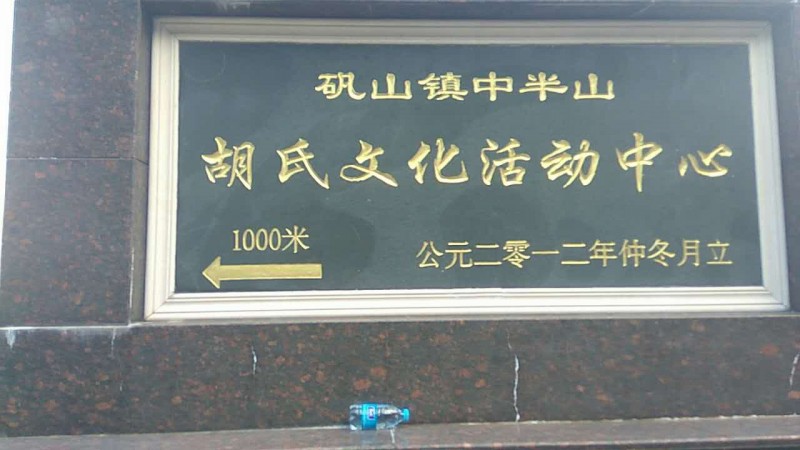 矾山镇中半山
胡氏文化活动中心
1000米
公元二零一二年仲冬月立